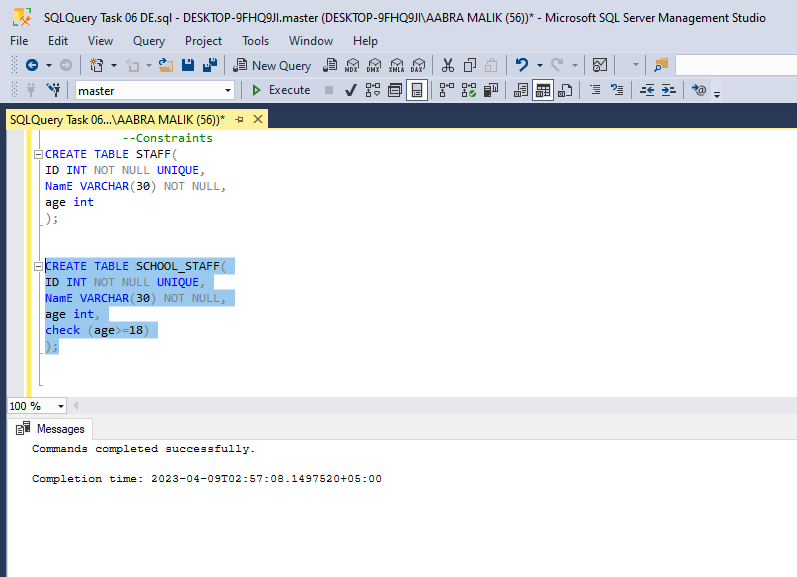 SQLQuery Task 06 DE.sql - DESKTOP-9FHQ9JI.master (DESKTOP-9FHQ9JI\AABRA MALIK (56))* - Microsoft SQL Server Management Studio
File Edit View Query Project Tools Window Help
New Query MDX DMX XMLA DAX
master Execute
SQLQuery Task 06...\AABRA MALIK (56))*
--Constraints
CREATE TABLE STAFF(
ID INT NOT NULL UNIQUE,
NamE VARCHAR(30) NOT NULL,
age int
);
CREATE TABLE SCHOOL_STAFF(
ID INT NOT NULL UNIQUE,
NamE VARCHAR(30) NOT NULL,
age int,
check (age>=18)
);
100 %
Messages
Commands completed successfully.
Completion time: 2023-04-09T02:57:08.1497520+05:00